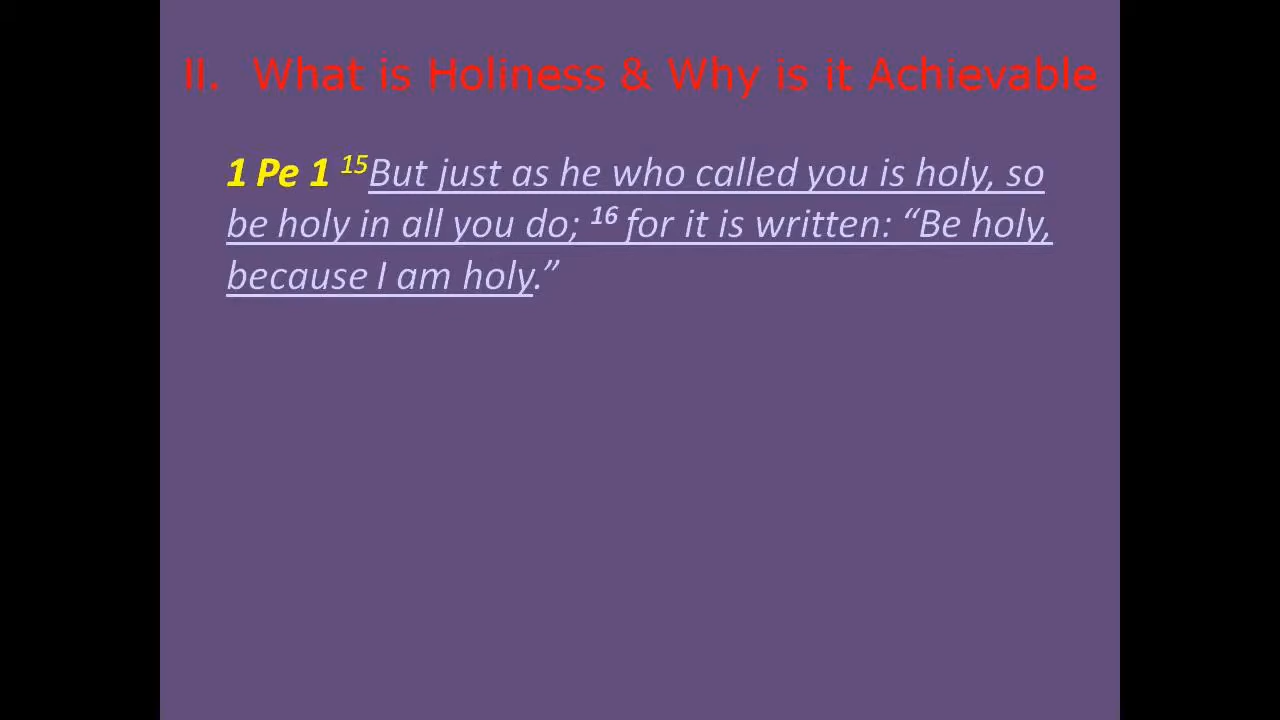 II. What is Holiness & Why is it Achievable
1 Pe 1 15But just as he who called you is holy, so
be holy in all you do; 16 for it is written: “Be holy,
because I am holy.”